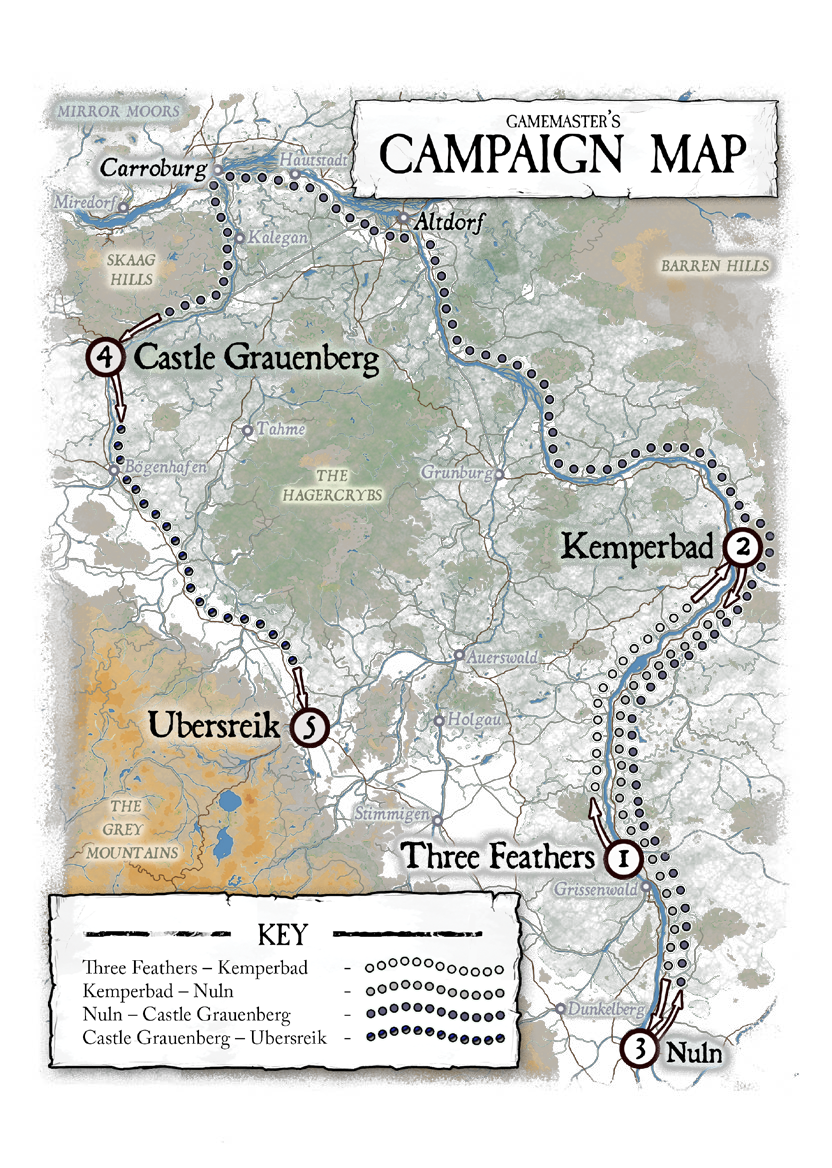 GAMEMASTER'S
CAMPAIGN MAP
MIRROR MOORS
Carroburg
Hautstadt
Miredorf
Altdorf
Kalegan
SKAAG
HILLS
BARREN HILLS
4 Castle Grauenberg
Tahme
Bögenhafen
THE
HAGERCRYBS
Grunburg
Kemperbad 2
Auerswald
Ubersreik 5
Holgau
THE
GREY
MOUNTAINS
Stimmigen
Three Feathers 1
Grissenwald
Dunkelberg
3 Nuln
KEY
Three Feathers – Kemperbad -
Kemperbad – Nuln -
Nuln – Castle Grauenberg -
Castle Grauenberg – Ubersreik -